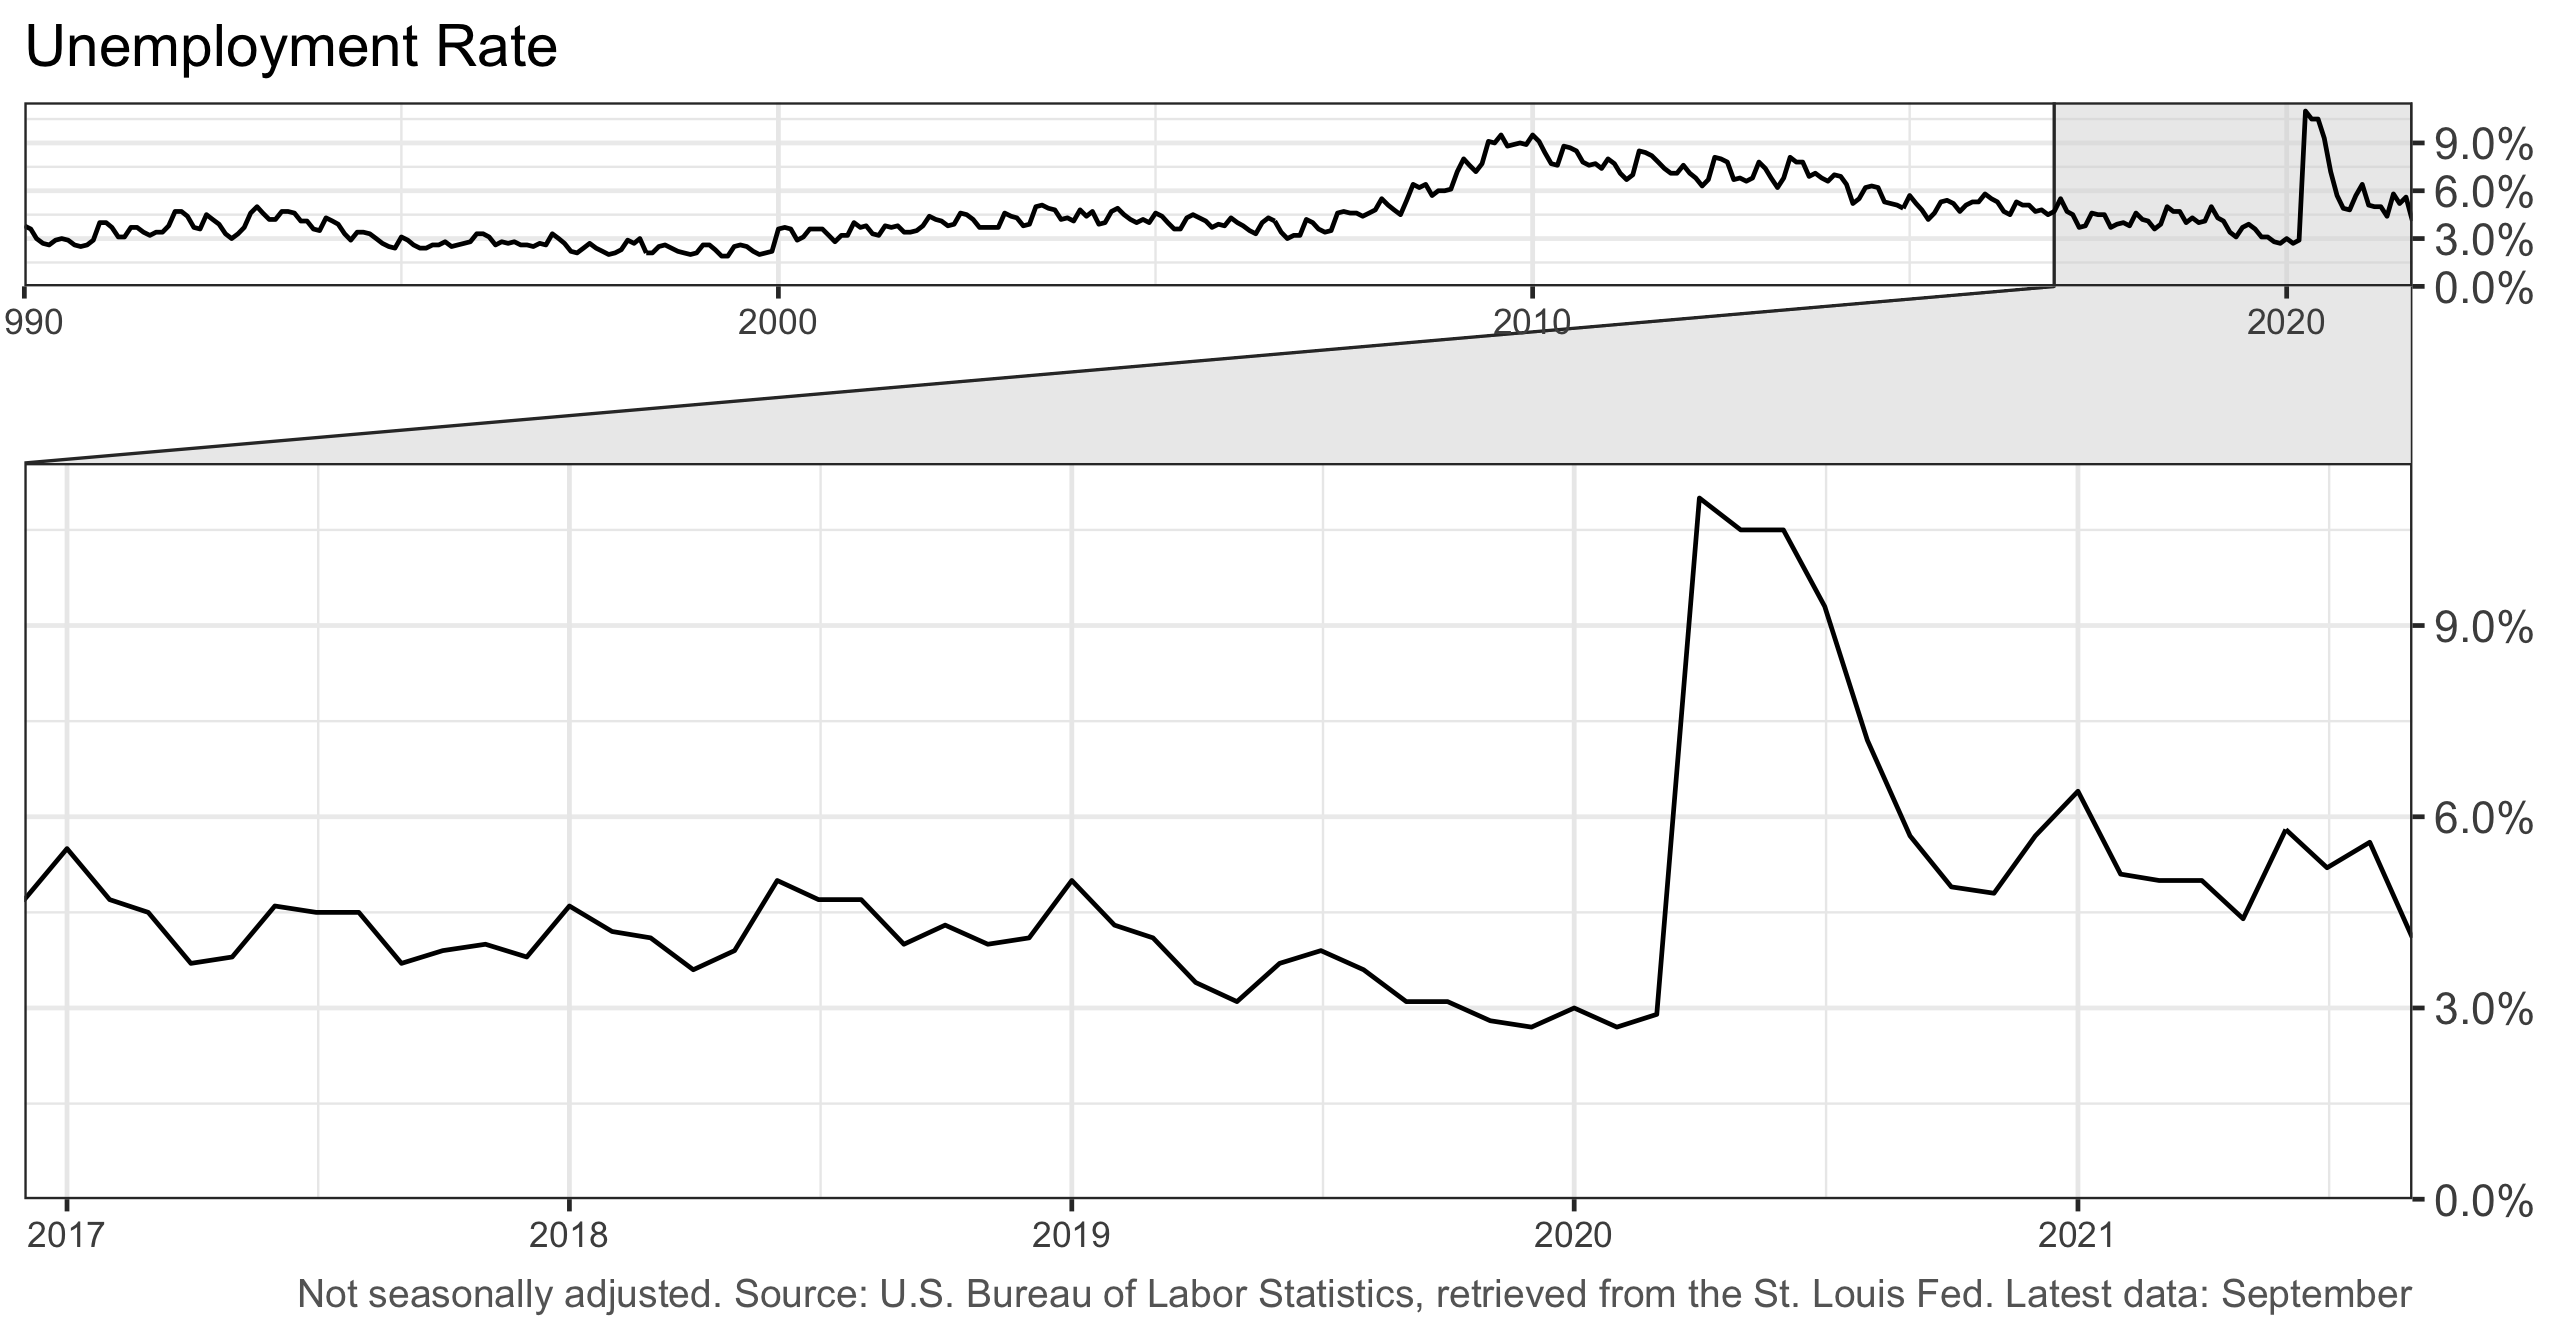 Unemployment Rate
9.0%
6.0%
3.0%
0.0%
990 2000 2010 2020
9.0%
6.0%
3.0%
0.0%
2017 2018 2019 2020 2021
Not seasonally adjusted. Source: U.S. Bureau of Labor Statistics, retrieved from the St. Louis Fed. Latest data: September